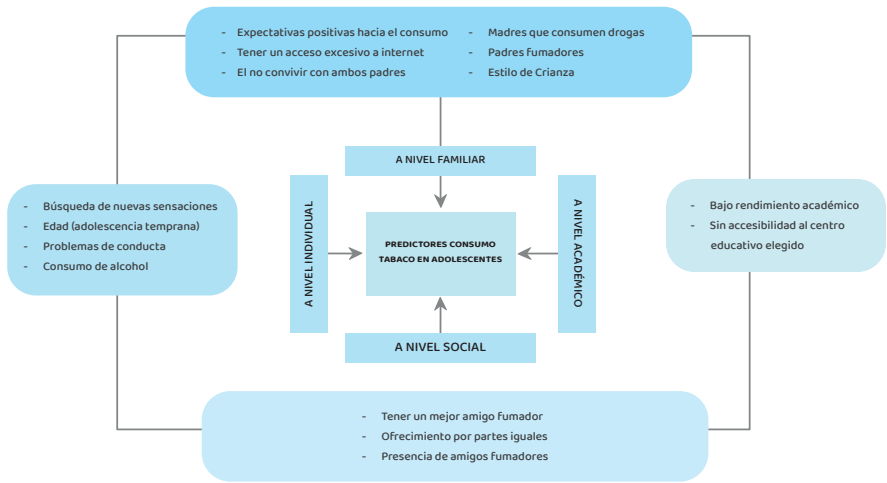 - Expectativas positivas hacia el consumo
- Tener un acceso excesivo a internet
- El no convivir con ambos padres
- Madres que consumen drogas
- Padres fumadores
- Estilo de Crianza
A NIVEL FAMILIAR
- Búsqueda de nuevas sensaciones
- Edad (adolescencia temprana)
- Problemas de conducta
- Consumo de alcohol
A NIVEL INDIVIDUAL
PREDICTORES CONSUMO
TABACO EN ADOLESCENTES
A NIVEL ACADÉMICO
- Bajo rendimiento académico
- Sin accesibilidad al centro
educativo elegido
A NIVEL SOCIAL
- Tener un mejor amigo fumador
- Ofrecimiento por partes iguales
- Presencia de amigos fumadores